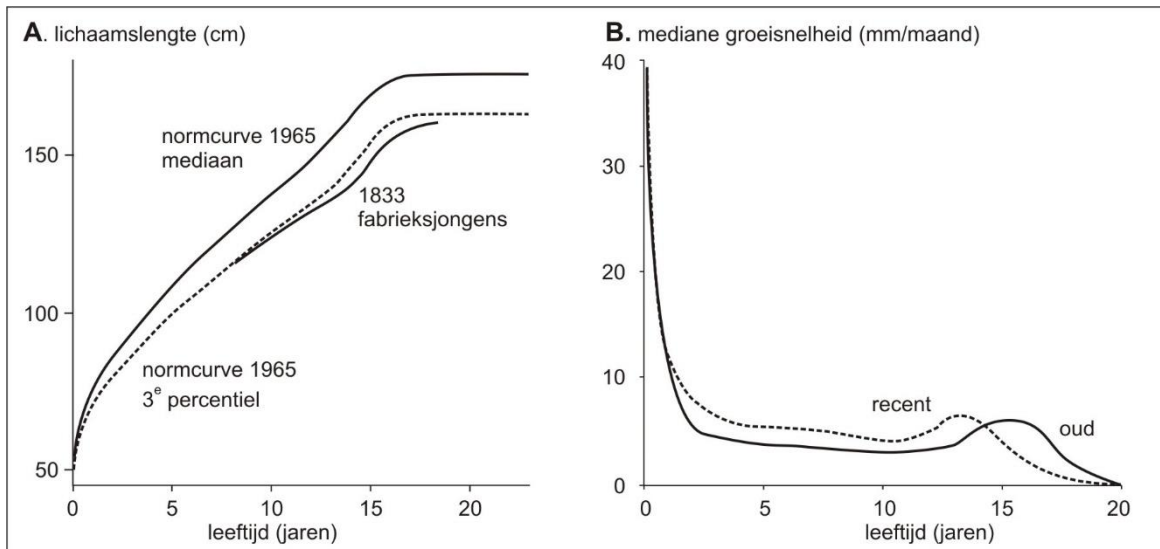 A. lichaamslengte (cm)
150
100
50
normcurve 1965
mediaan
1833
fabrieksjongens
normcurve 1965
3e percentiel
0 5 10 15 20
leeftijd (jaren)
B. mediane groeisnelheid (mm/maand)
40
30
20
10
0
recent
oud
0 5 10 15 20
leeftijd (jaren)